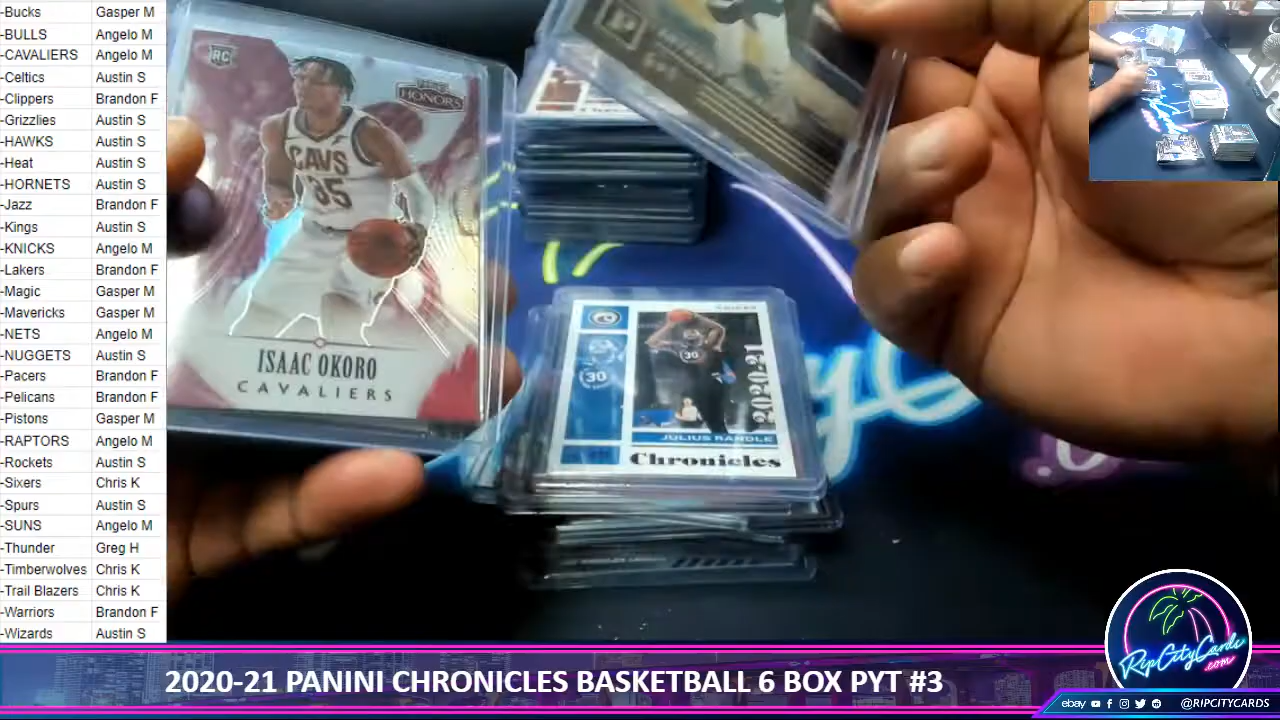 -Bucks Gasper M
-BULLS Angelo M
-CAVALIERS Angelo M
-Celtics Austin S
-Clippers Brandon F
-Grizzlies Austin S
-HAWKS Austin S
-Heat Austin S
-HORNETS Austin S
-Jazz Brandon F
-Kings Austin S
-KNICKS Angelo M
-Lakers Brandon F
-Magic Gasper M
-Mavericks Gasper M
-NETS Angelo M
-NUGGETS Austin S
-Pacers Brandon F
-Pelicans Brandon F
-Pistons Gasper M
-RAPTORS Angelo M
-Rockets Austin S
-Sixers Chris K
-Spurs Austin S
-SUNS Angelo M
-Thunder Greg H
-Timberwolves Chris K
-Trail Blazers Chris K
-Warriors Brandon F
-Wizards Austin S
RC
HONORS
CAVS
35
ISAAC OKORO
CAVALIERS
30
30
2020-21
JULIUS RANDLE
Chronicles
2020-21 PANINI CHRONICLES BASKETBALL 6 BOX PYT #3
RipCityCards
.com
ebay
@RIPCITYCARDS